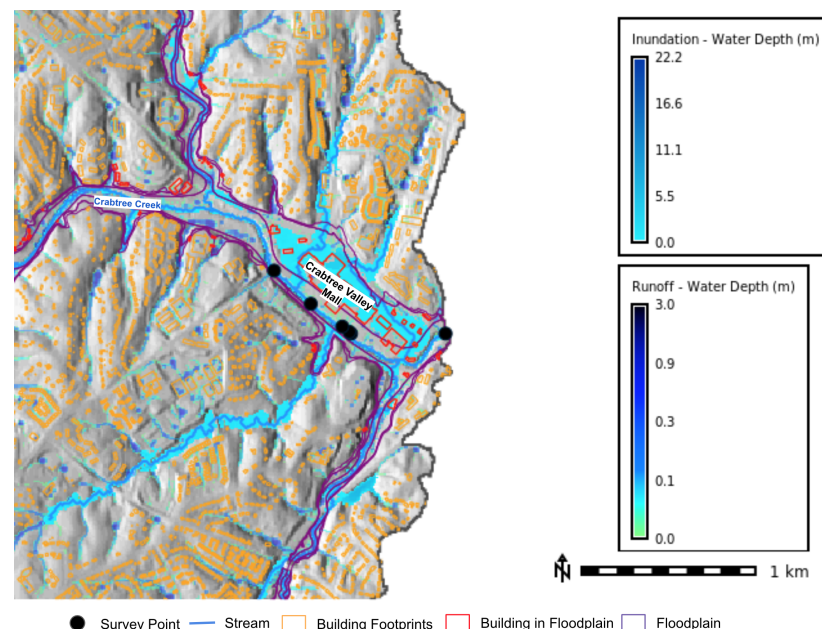 Crabtree Creek
Crabtree Valley
Mall
Inundation - Water Depth (m)
22.2
16.6
11.1
5.5
0.0
Runoff - Water Depth (m)
3.0
0.9
0.3
0.1
0.0
N
1 km
Survey Point
Stream
Building Footprints
Building in Floodplain
Floodplain